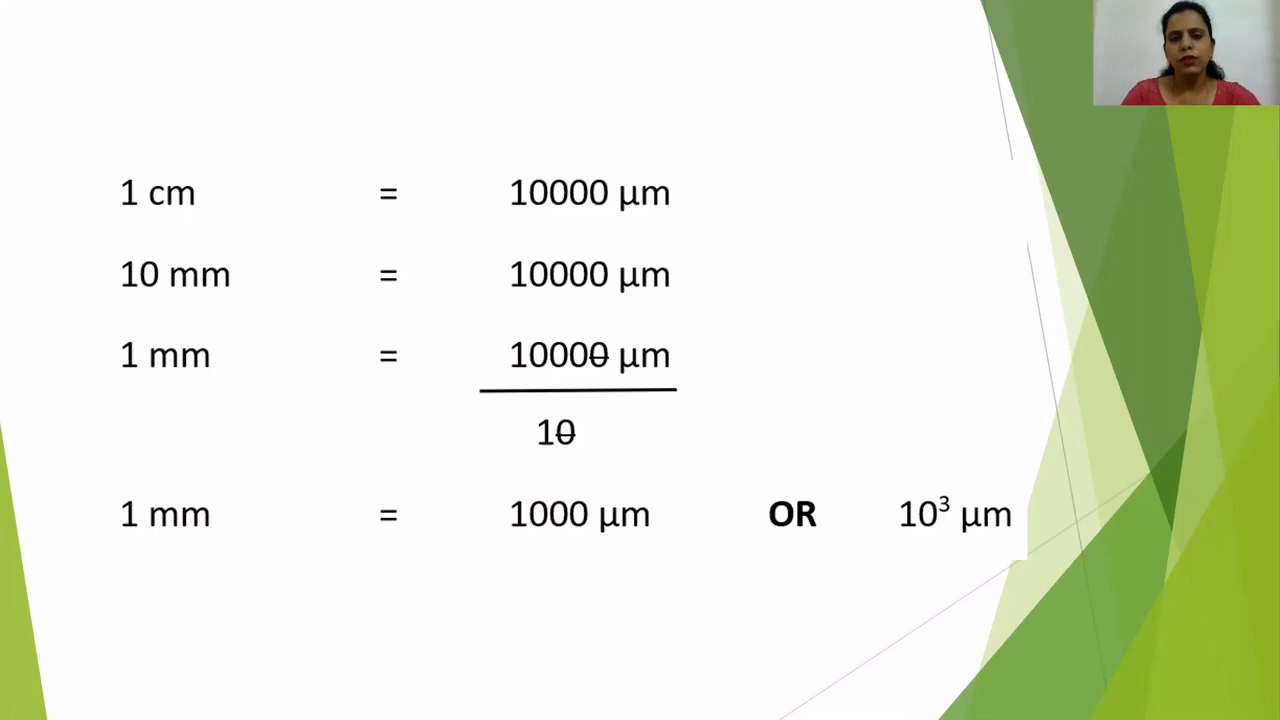 1 cm = 10000 µm
10 mm = 10000 µm
1 mm = 10000 µm
10
1 mm = 1000 µm OR 10³ µm